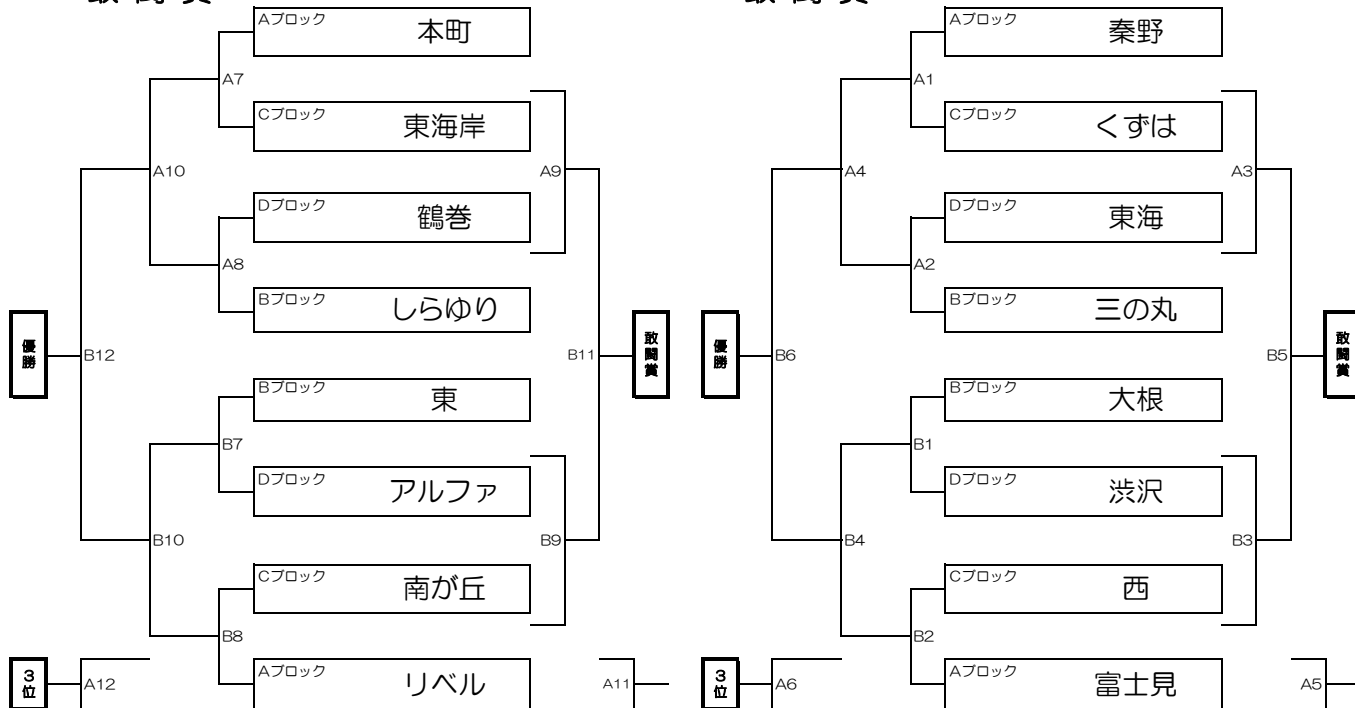 Aブロック 本町
A7
Cブロック 東海岸
A10
A9
Dブロック 鶴巻
A8
Bブロック しらゆり
優勝
B12
B11
敢闘賞
Bブロック 東
B7
Dブロック アルファ
B10
B9
Cブロック 南が丘
B8
3位
A12
Aブロック リベル
A11
Aブロック 秦野
A1
Cブロック くずは
A4
A3
Dブロック 東海
A2
Bブロック 三の丸
優勝
B6
B5
敢闘賞
Bブロック 大根
B1
Dブロック 渋沢
B4
B3
Cブロック 西
B2
3位
A6
Aブロック 富士見
A5